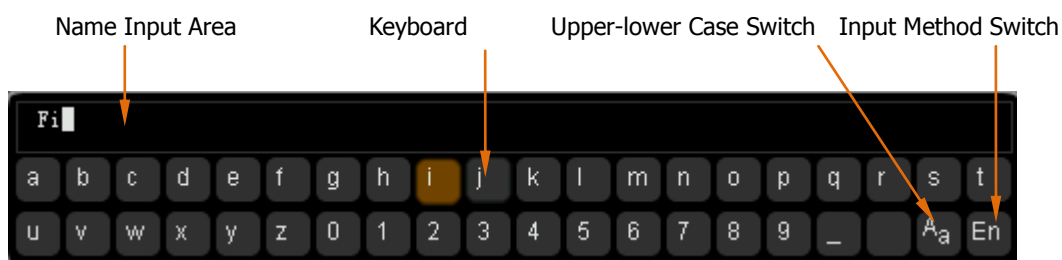 Name Input Area Keyboard Upper-lower Case Switch Input Method Switch
Fi
a b c d e f g h i j k l m n o p q r s t
u v w x y z 0 1 2 3 4 5 6 7 8 9 _ Aa En